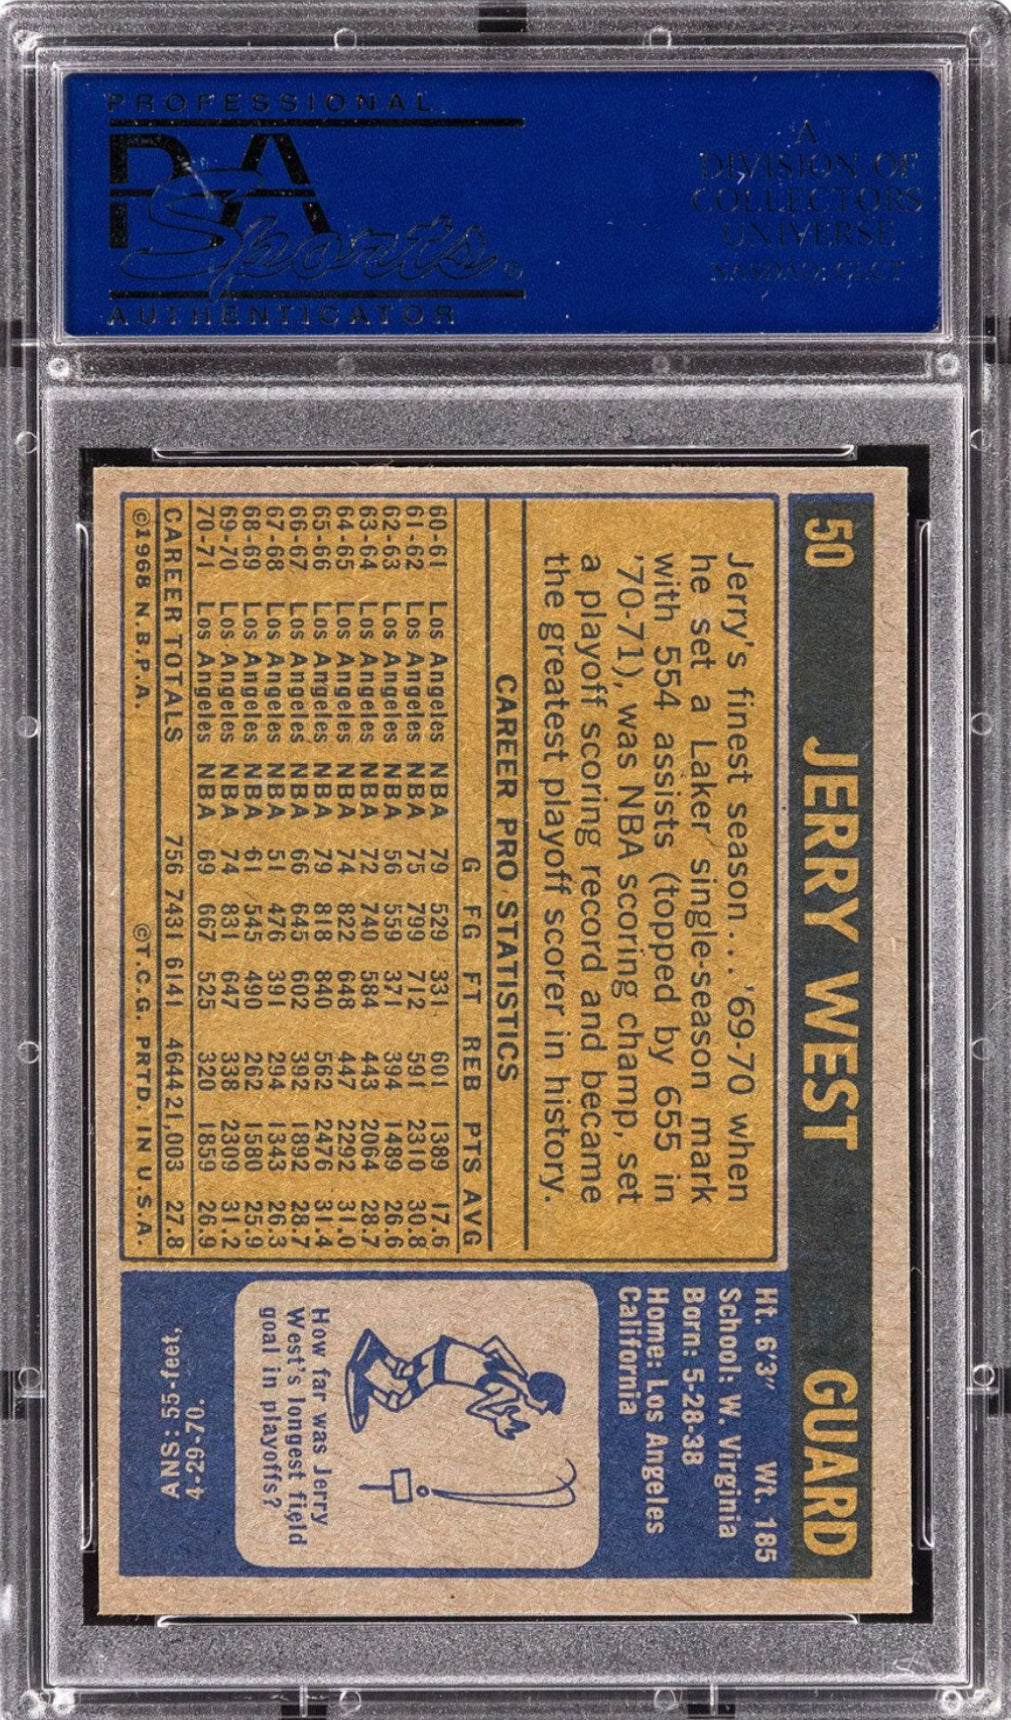 PROFESSIONAL
PSA
Sports®
AUTHENTICATOR
A
DIVISION OF
COLLECTORS
UNIVERSE
NASDAQ: CLCT
50 JERRY WEST GUARD
Jerry's finest season...'69-70 when
he set a Laker single-season mark
with 554 assists (topped by 655 in
'70-71), was NBA scoring champ, set
a playoff scoring record and became
the greatest playoff scorer in history.
CAREER PRO STATISTICS
G FG FT REB PTS AVG
60-61 Los Angeles NBA 79 529 331 601 1389 17.6
61-62 Los Angeles NBA 75 799 712 591 2310 30.8
62-63 Los Angeles NBA 56 559 371 394 1489 26.6
63-64 Los Angeles NBA 72 740 584 443 2064 28.7
64-65 Los Angeles NBA 74 822 648 447 2292 31.0
65-66 Los Angeles NBA 79 818 840 562 2476 31.4
66-67 Los Angeles NBA 66 645 602 392 1892 28.7
67-68 Los Angeles NBA 51 476 391 294 1343 26.3
68-69 Los Angeles NBA 61 545 490 262 1580 25.9
69-70 Los Angeles NBA 74 831 647 338 2309 31.2
70-71 Los Angeles NBA 69 667 525 320 1859 26.9
CAREER TOTALS 756 7431 6141 4644 21,003 27.8
©1968 N.B.P.A. ©T.C.G. PRTD. IN U.S.A.
Ht. 6'3" Wt. 185
School: W. Virginia
Born: 5-28-38
Home: Los Angeles
California
How far was Jerry
West's longest field
goal in playoffs?
ANS: 55-feet,
4-29-70.